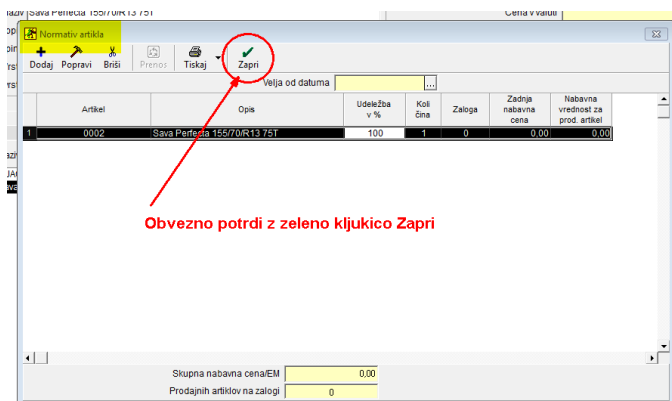 aziv Sava Perfecta 155/70/R13 75T
Cena v valuti
Normativ artikla
Dodaj Popravi Briši Prenos Tiskaj Zapri
Velja od datuma ...
Artikel Opis Udeležba v % Koli čina Zaloga Zadnja nabavna cena Nabavna vrednost za prod. artikel
1 0002 Sava Perfecta 155/70/R13 75T 100 1 0 0,00 0,00
Obvezno potrdi z zeleno kljukico Zapri
Skupna nabavna cena/EM 0,00
Prodajnih artiklov na zalogi 0